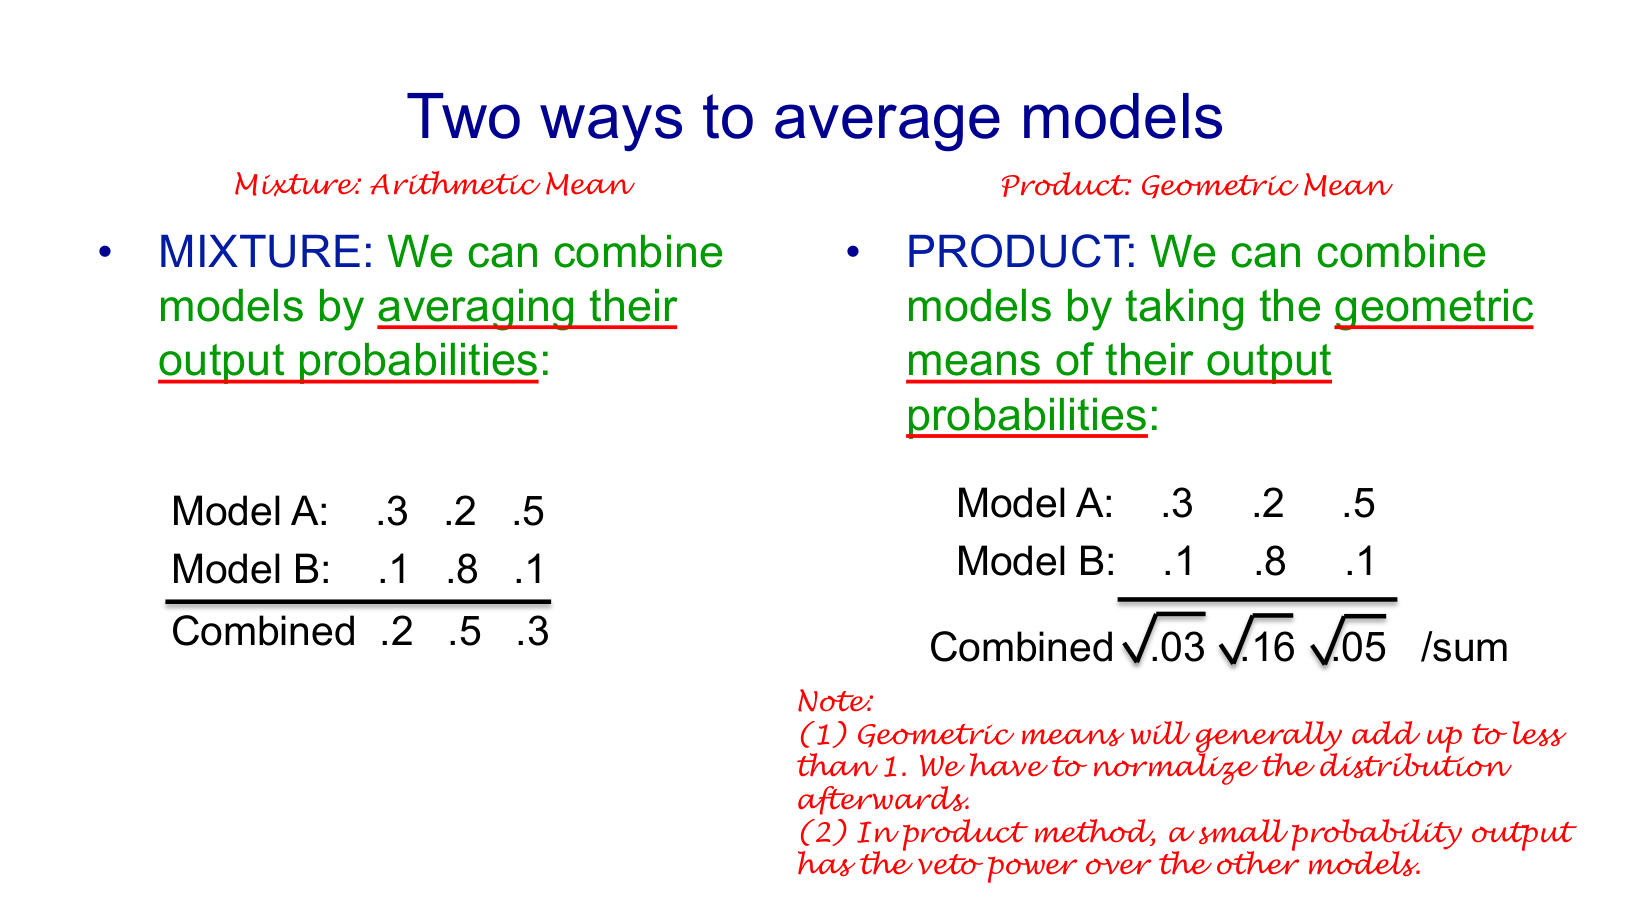 Two ways to average models
Mixture: Arithmetic Mean
• MIXTURE: We can combine
models by averaging their
output probabilities:
Model A: .3 .2 .5
Model B: .1 .8 .1
Combined .2 .5 .3
Product: Geometric Mean
• PRODUCT: We can combine
models by taking the geometric
means of their output
probabilities:
Model A: .3 .2 .5
Model B: .1 .8 .1
Combined √.03 √.16 √.05 /sum
Note:
(1) Geometric means will generally add up to less
than 1. We have to normalize the distribution
afterwards.
(2) In product method, a small probability output
has the veto power over the other models.